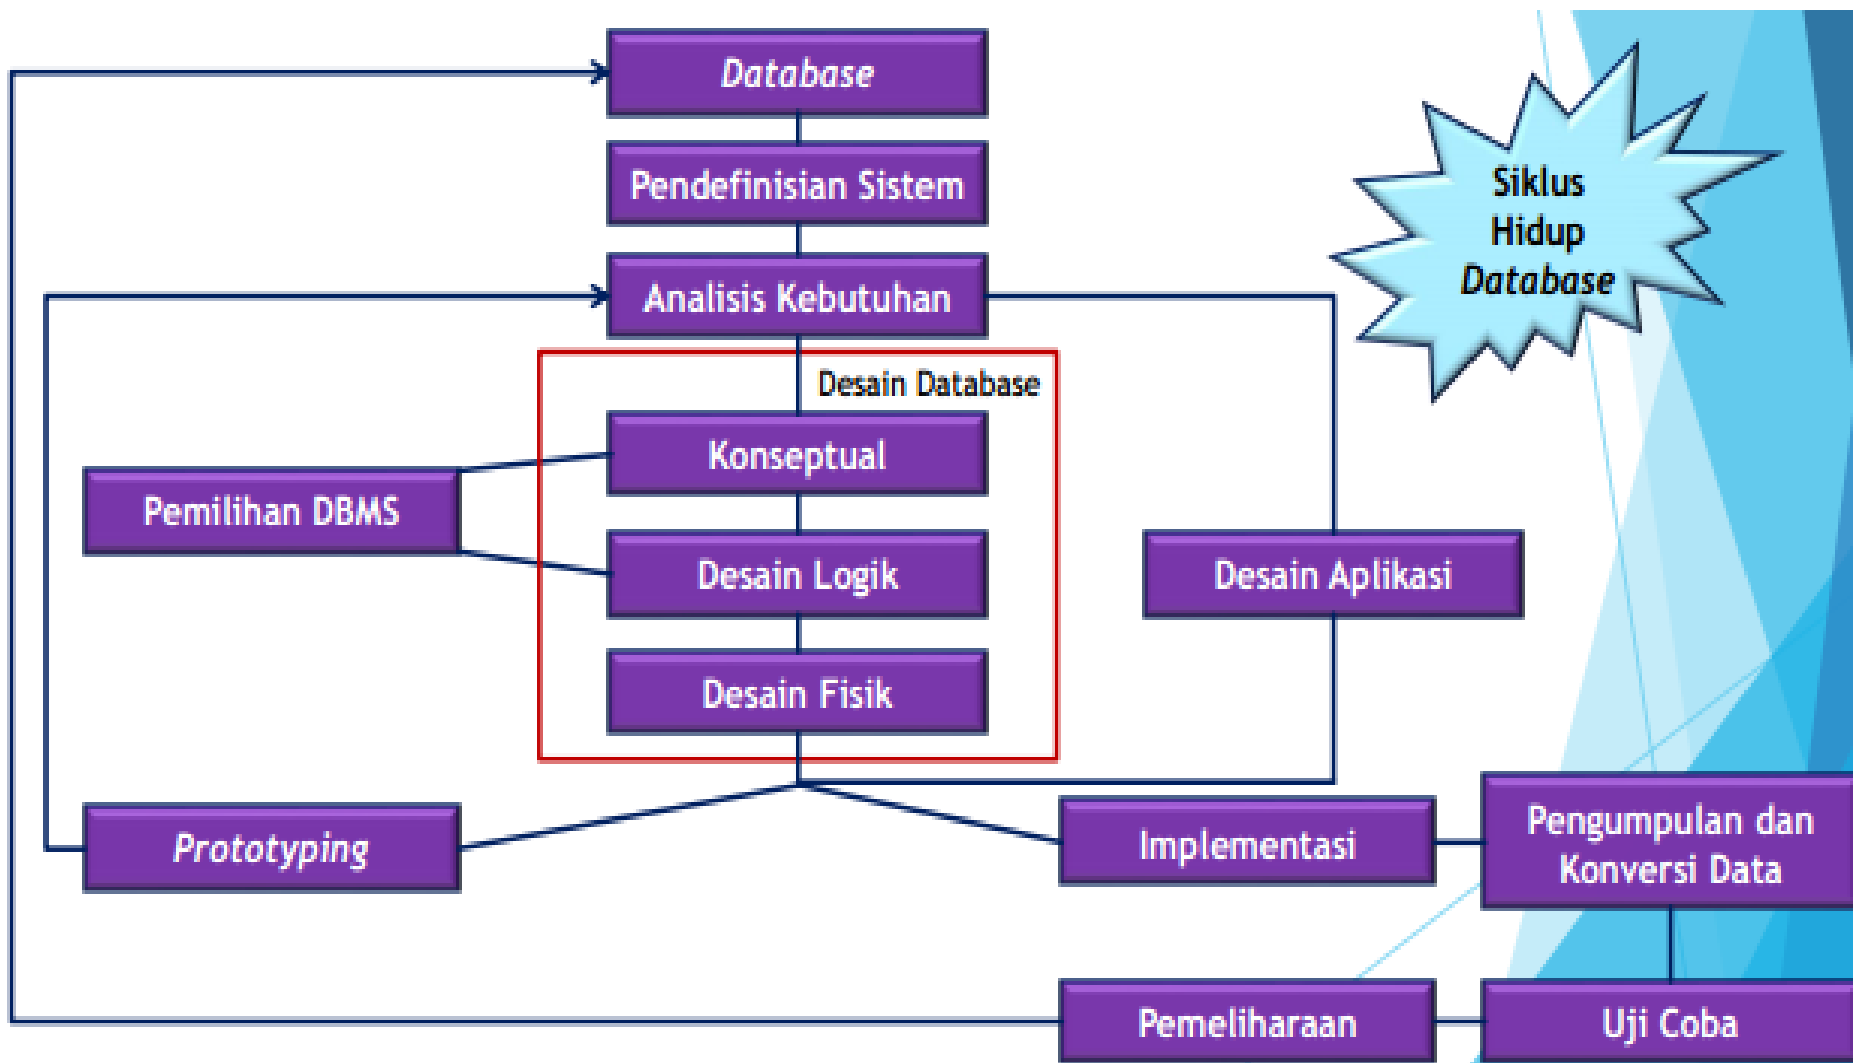 Database
Pendefinisian Sistem
Siklus
Hidup
Database
Analisis Kebutuhan
Desain Database
Konseptual
Pemilihan DBMS
Desain Logik
Desain Aplikasi
Desain Fisik
Prototyping
Implementasi
Pengumpulan dan
Konversi Data
Pemeliharaan
Uji Coba